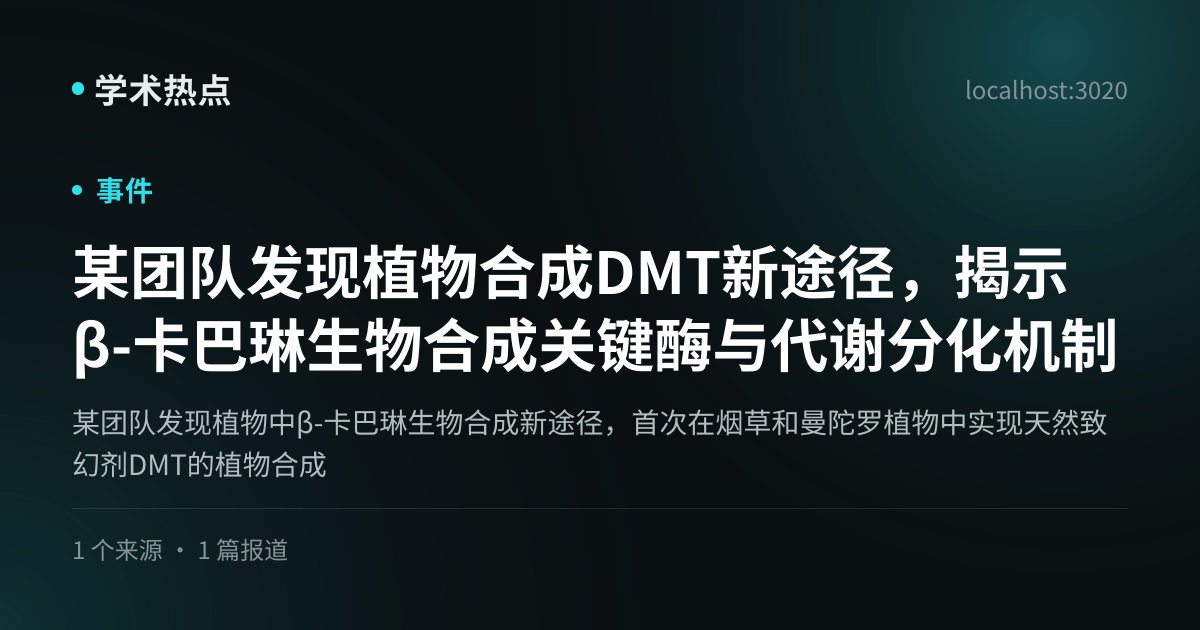 学术热点
localhost:3020
事件
某团队发现植物合成DMT新途径，揭示
β-卡巴琳生物合成关键酶与代谢分化机制
某团队发现植物中β-卡巴琳生物合成新途径，首次在烟草和曼陀罗植物中实现天然致
幻剂DMT的植物合成
1 个来源 · 1 篇报道